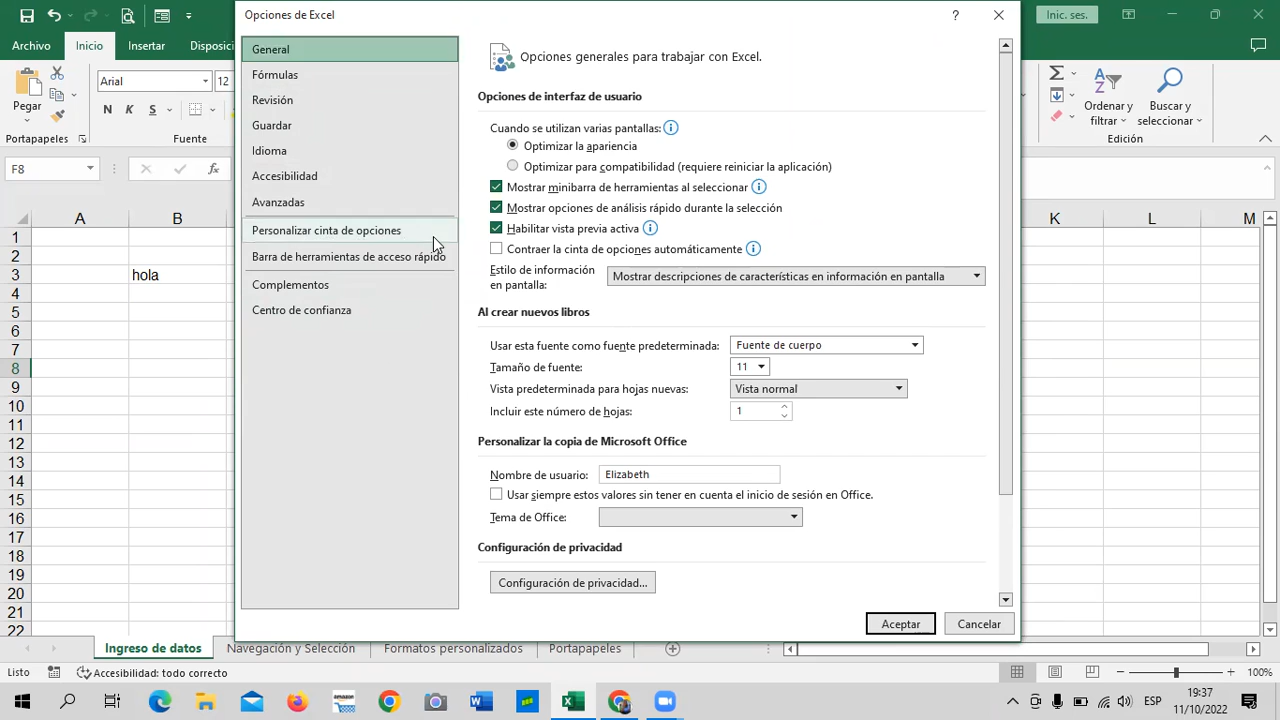 Opciones de Excel
?
Inic. ses.
Archivo Inicio Insertar Disposici
Pegar
Portapapeles
Arial 12
N K S
Fuente
Ordenar y filtrar
Buscar y seleccionar
Edición
F8 fx
General
Fórmulas
Revisión
Guardar
Idioma
Accesibilidad
Avanzadas
Personalizar cinta de opciones
Barra de herramientas de acceso rápido
Complementos
Centro de confianza
Opciones generales para trabajar con Excel.
Opciones de interfaz de usuario
Cuando se utilizan varias pantallas:
Optimizar la apariencia
Optimizar para compatibilidad (requiere reiniciar la aplicación)
Mostrar minibarra de herramientas al seleccionar
Mostrar opciones de análisis rápido durante la selección
Habilitar vista previa activa
Contraer la cinta de opciones automáticamente
Estilo de información en pantalla: Mostrar descripciones de características en información en pantalla
Al crear nuevos libros
Usar esta fuente como fuente predeterminada: Fuente de cuerpo
Tamaño de fuente: 11
Vista predeterminada para hojas nuevas: Vista normal
Incluir este número de hojas: 1
Personalizar la copia de Microsoft Office
Nombre de usuario: Elizabeth
Usar siempre estos valores sin tener en cuenta el inicio de sesión en Office.
Tema de Office:
Configuración de privacidad
Configuración de privacidad...
Aceptar Cancelar
A B K L M
1
2
3 hola
4
5
6
7
8
9
10
11
12
13
14
15
16
17
18
19
20
21
22
Ingreso de datos Navegación y Selección Formatos personalizados Portapapeles
Listo Accesibilidad: todo correcto 100%
ESP
19:37
11/10/2022